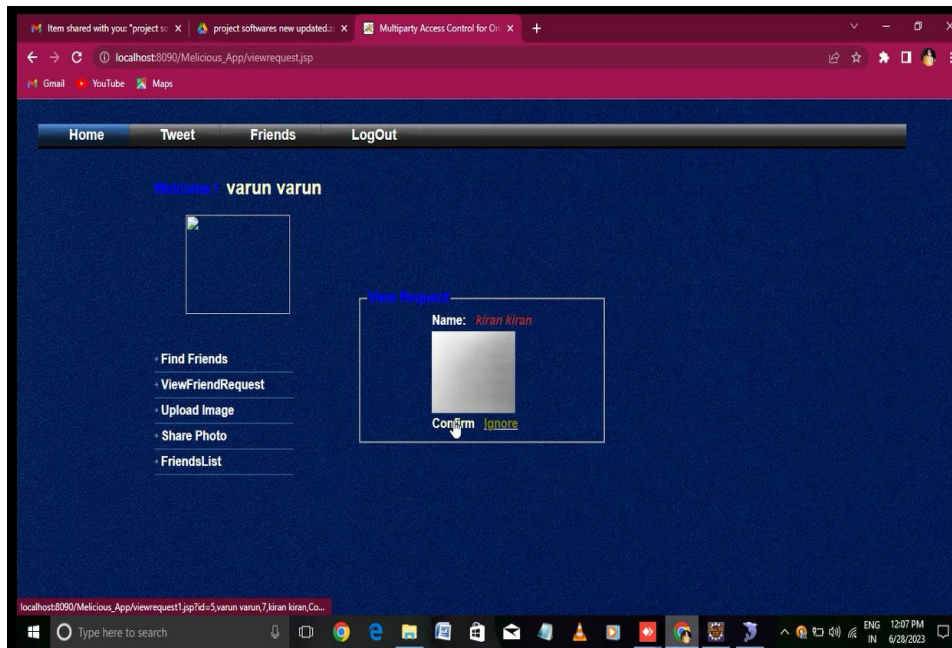 Item shared with you: "project so
project softwares new updated.z
Multiparty Access Control for On
localhost:8090/Melicious_App/viewrequest.jsp
Gmail YouTube Maps
Home Tweet Friends LogOut
Welcome ! varun varun
View Request
Name: kiran kiran
Confirm Ignore
Find Friends
ViewFriendRequest
Upload Image
Share Photo
FriendsList
localhost:8090/Melicious_App/viewrequest1.jsp?id=5,varun varun,7,kiran kiran,Co...
Type here to search
ENG 12:07 PM
IN 6/28/2023